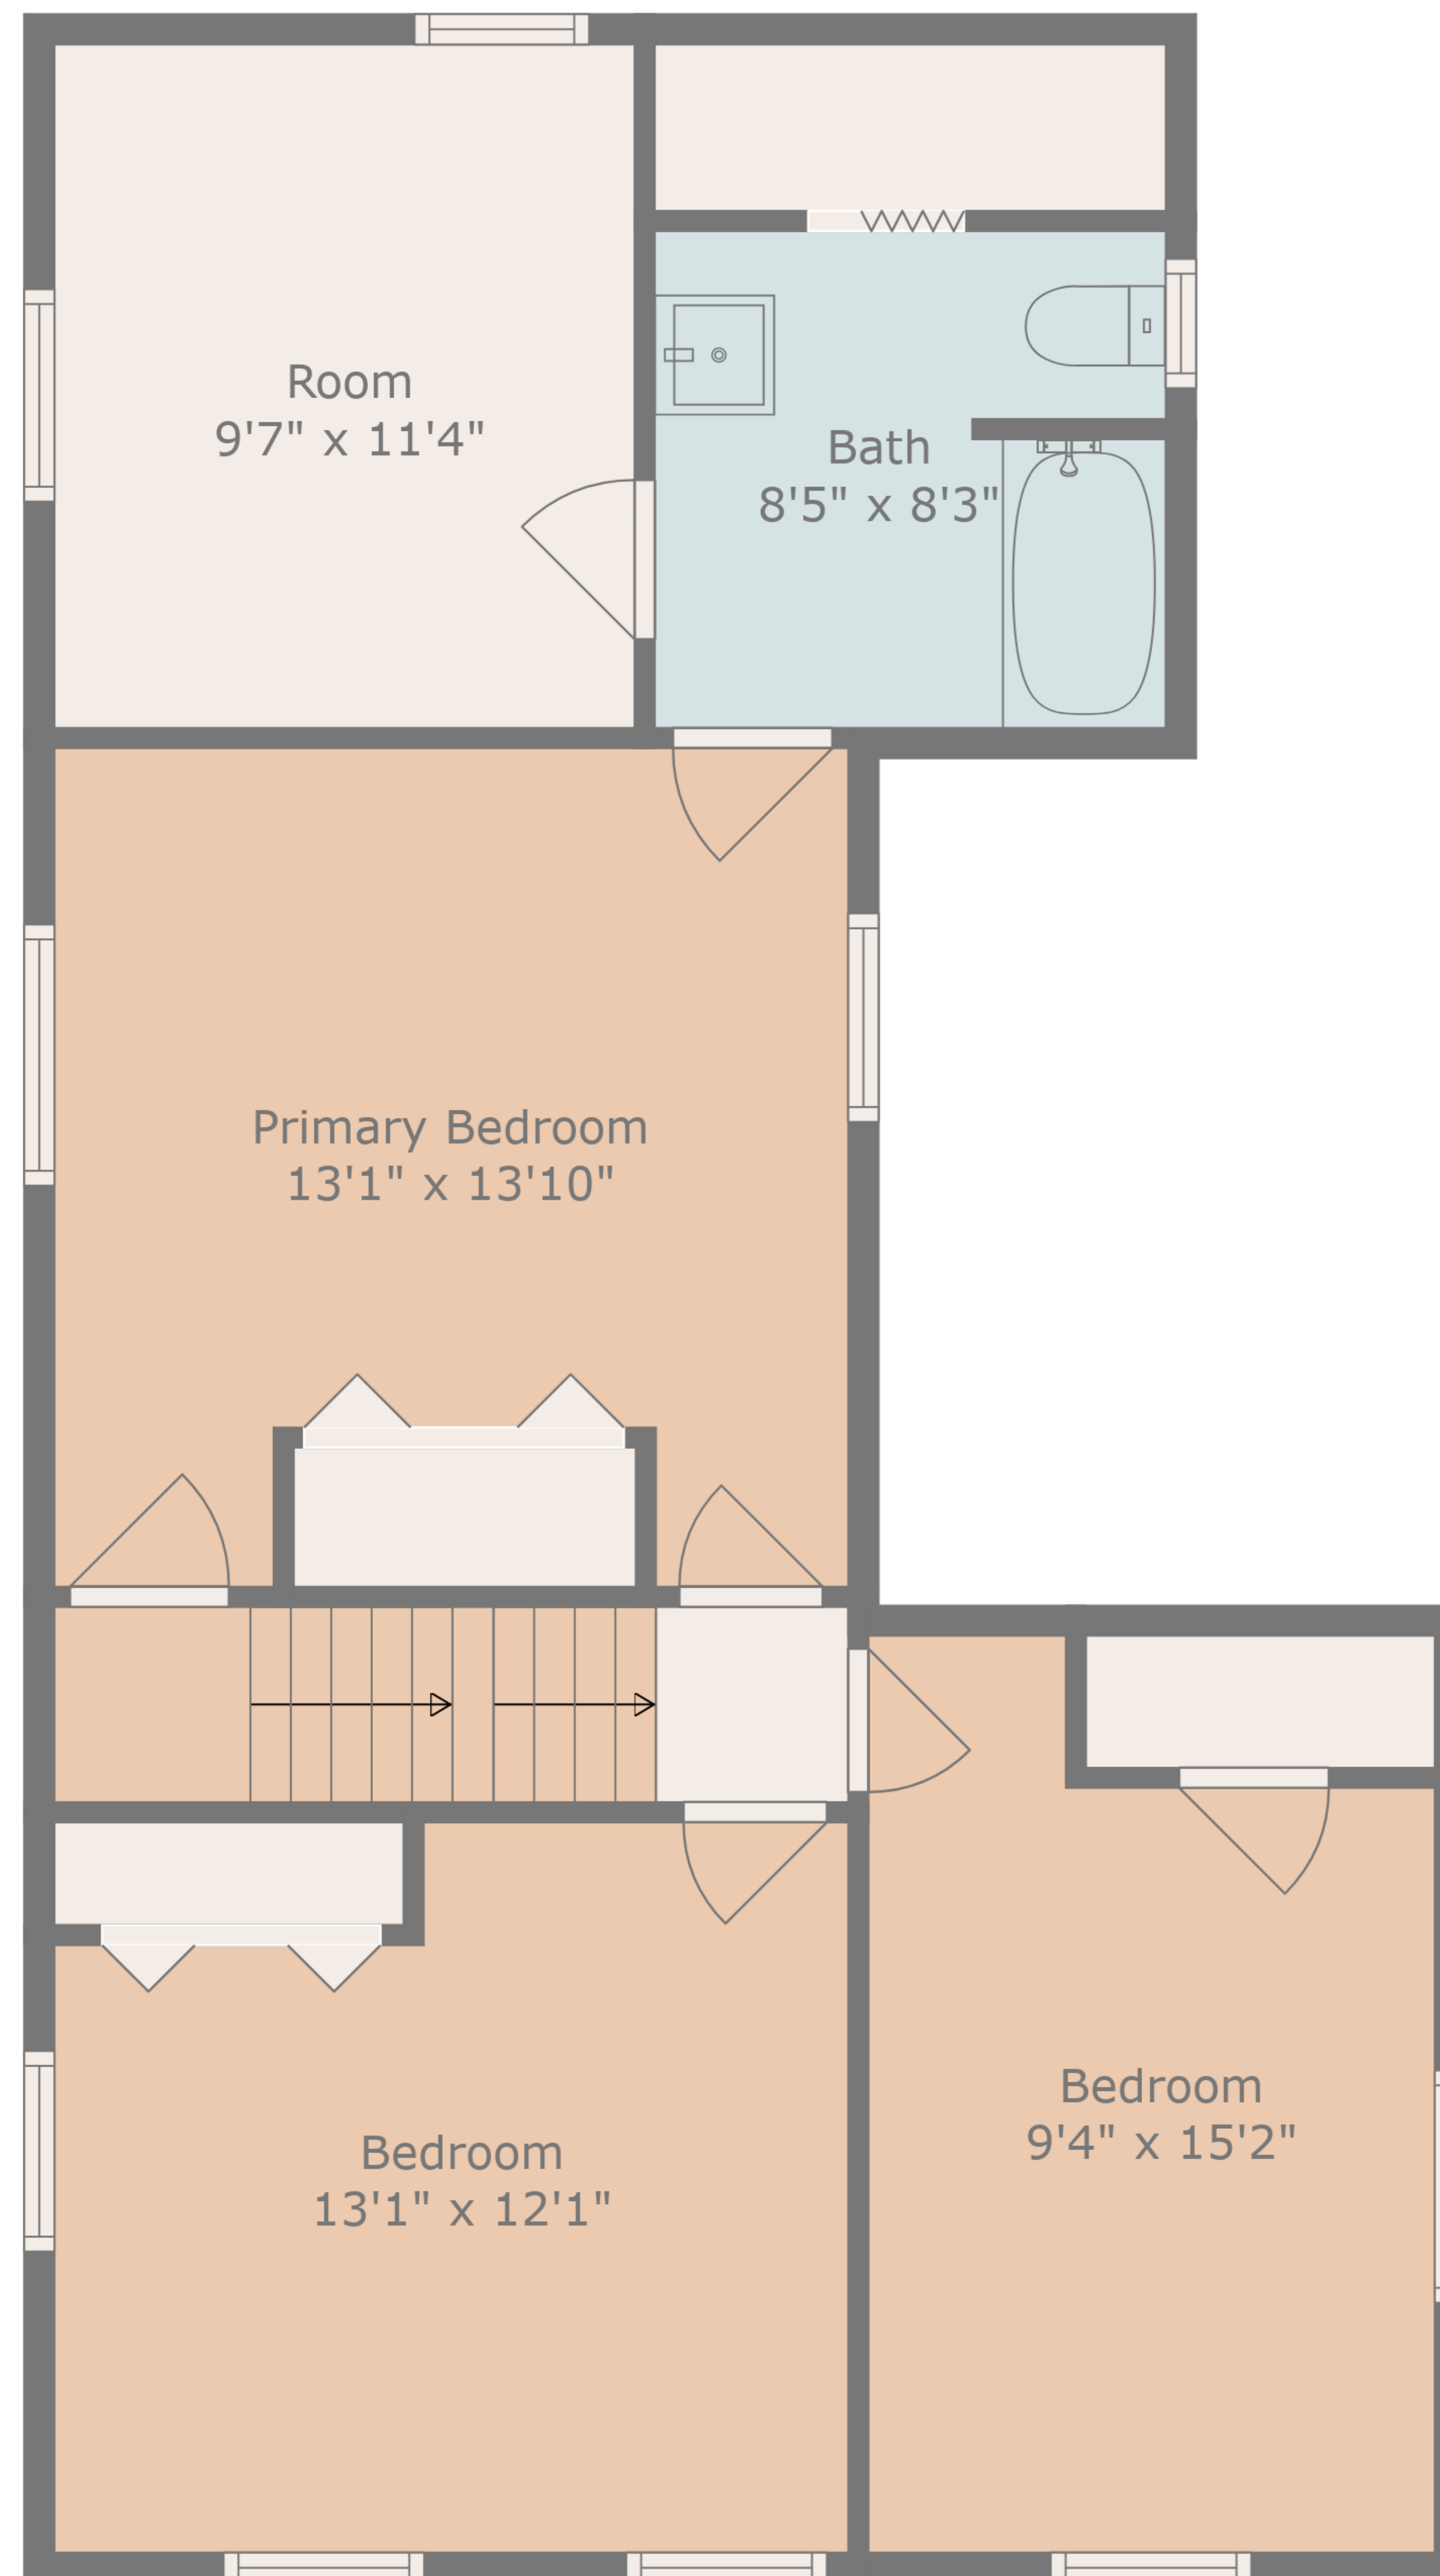 Room
9'7" x 11'4"
Bath
8'5" x 8'3"
Primary Bedroom
13'1" x 13'10"
Bedroom
9'4" x 15'2"
Bedroom
13'1" x 12'1"